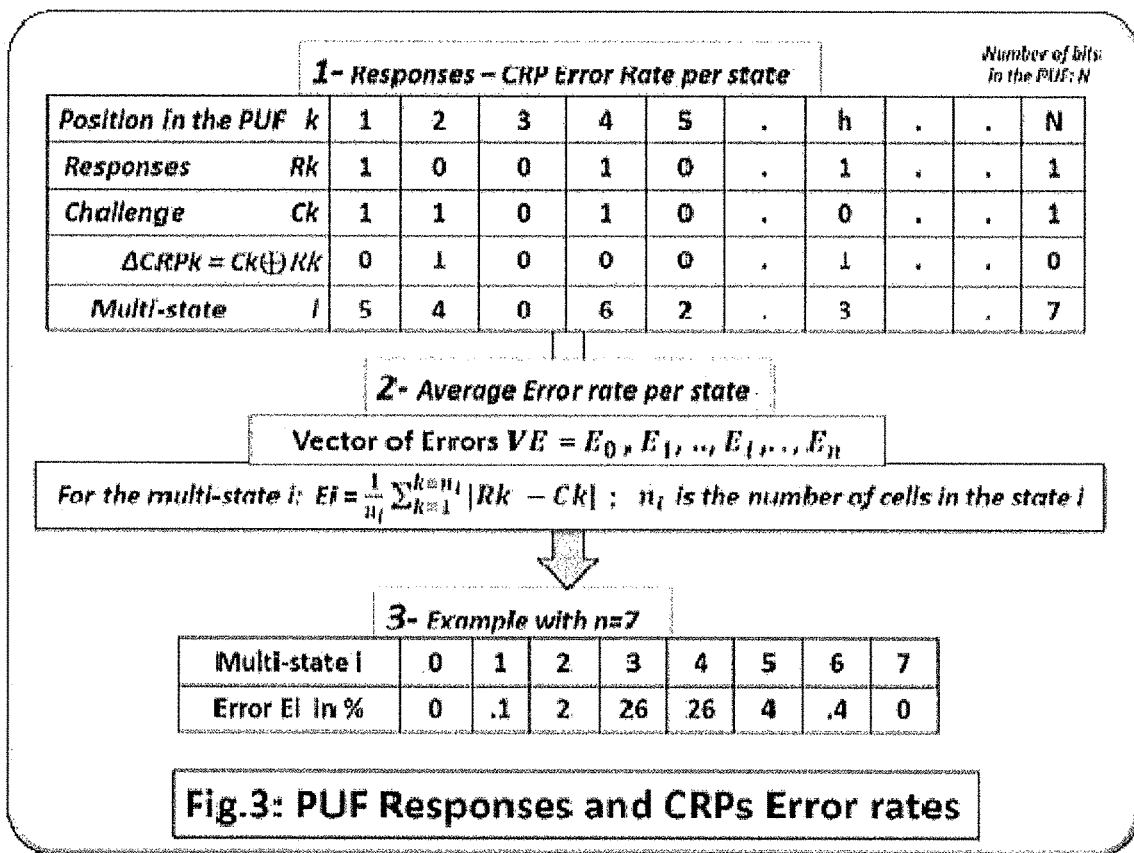 1- Responses – CRP Error Rate per state
Number of bits
in the PUF: N
Position in the PUF k 1 2 3 4 5 . h . . N
Responses Rk 1 0 0 1 0 . 1 . . 1
Challenge Ck 1 1 0 1 0 . 0 . . 1
ΔCRPk = Ck⊕Rk 0 1 0 0 0 . 1 . . 0
Multi-state i 5 4 0 6 2 . 3 . 7
2- Average Error rate per state
Vector of Errors VE = E₀, E₁, .., Eᵢ, .., Eₙ
For the multi-state i: Ei = 1/nᵢ ∑ₖ₌₁ᵏ⁼ⁿⁱ |Rk − Ck| ; nᵢ is the number of cells in the state i
3- Example with n=7
Multi-state i 0 1 2 3 4 5 6 7
Error Ei in % 0 .1 2 26 26 4 .4 0
Fig.3: PUF Responses and CRPs Error rates